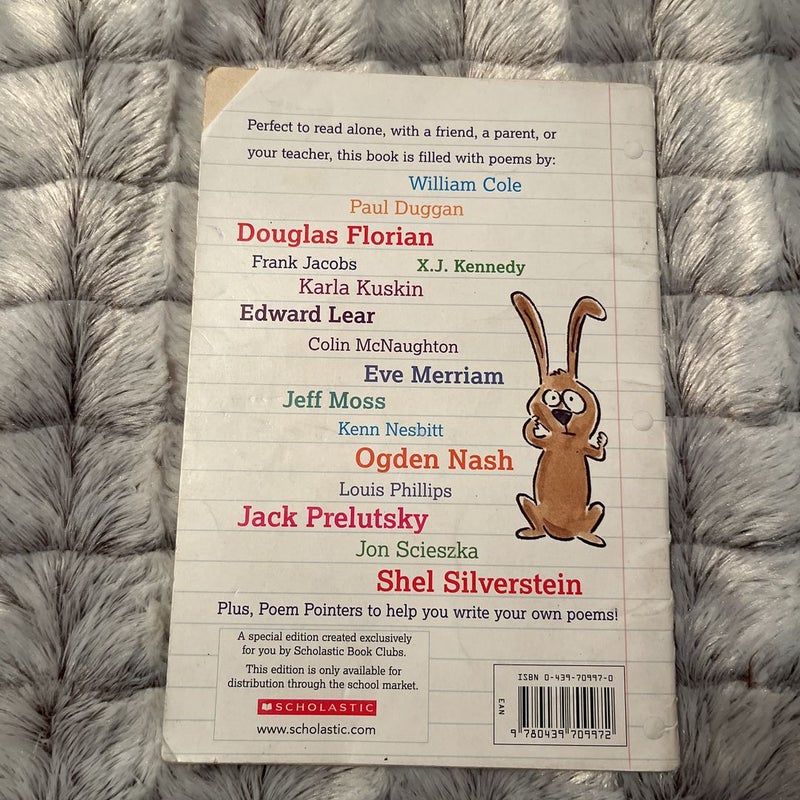 Perfect to read alone, with a friend, a parent, or
your teacher, this book is filled with poems by:
William Cole
Paul Duggan
Douglas Florian
Frank Jacobs X.J. Kennedy
Karla Kuskin
Edward Lear
Colin McNaughton
Eve Merriam
Jeff Moss
Kenn Nesbitt
Ogden Nash
Louis Phillips
Jack Prelutsky
Jon Scieszka
Shel Silverstein
Plus, Poem Pointers to help you write your own poems!
A special edition created exclusively
for you by Scholastic Book Clubs.
This edition is only available for
distribution through the school market.
SCHOLASTIC
www.scholastic.com
ISBN 0-439-70997-0
EAN
9 780439 709972